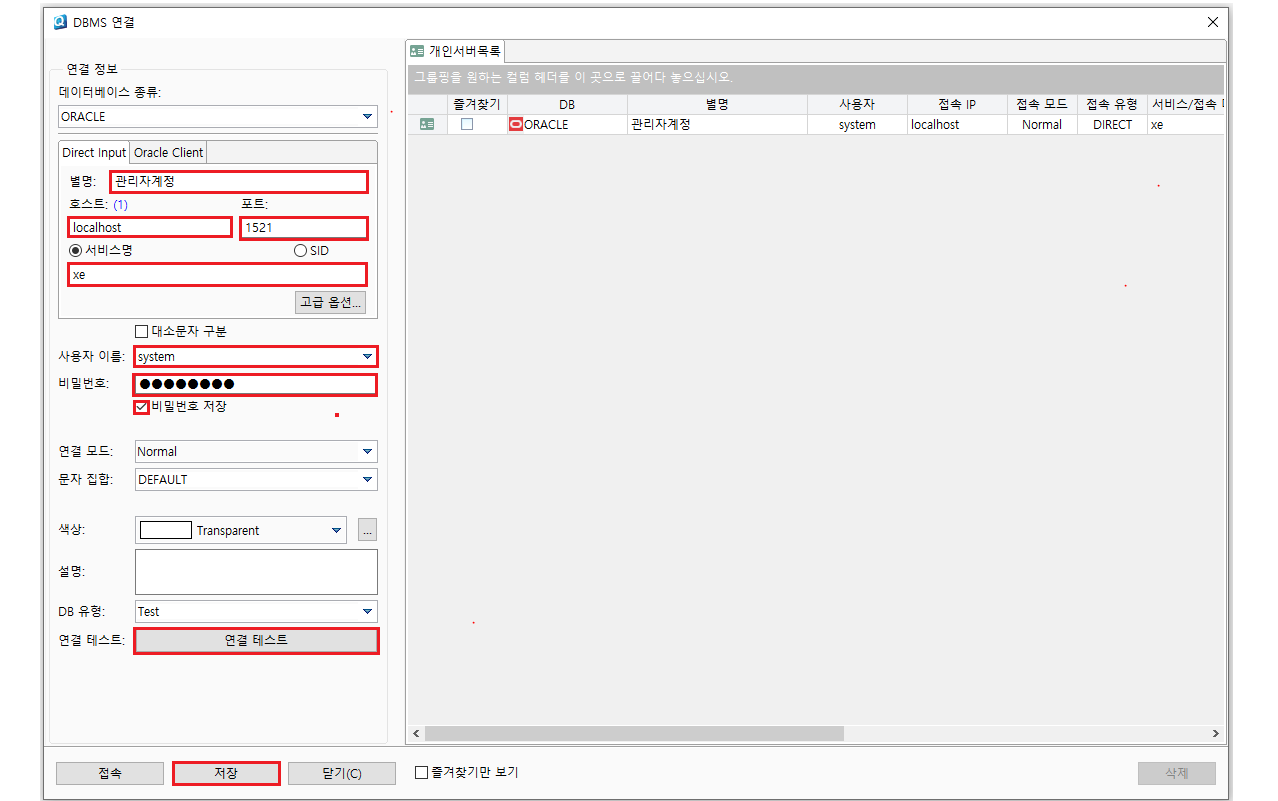 DBMS 연결
연결 정보
데이터베이스 종류:
ORACLE
Direct Input Oracle Client
별명: 관리자계정
호스트: (1) 포트:
localhost 1521
서비스명 SID
xe
고급 옵션...
대소문자 구분
사용자 이름: system
비밀번호: ●●●●●●●●
비밀번호 저장
연결 모드: Normal
문자 집합: DEFAULT
색상: Transparent ...
설명:
DB 유형: Test
연결 테스트: 연결 테스트
접속 저장 닫기(C)
개인서버목록
그룹핑을 원하는 컬럼 헤더를 이 곳으로 끌어다 놓으십시오.
즐겨찾기 DB 별명 사용자 접속 IP 접속 모드 접속 유형 서비스/접속
ORACLE 관리자계정 system localhost Normal DIRECT xe
즐겨찾기만 보기 삭제